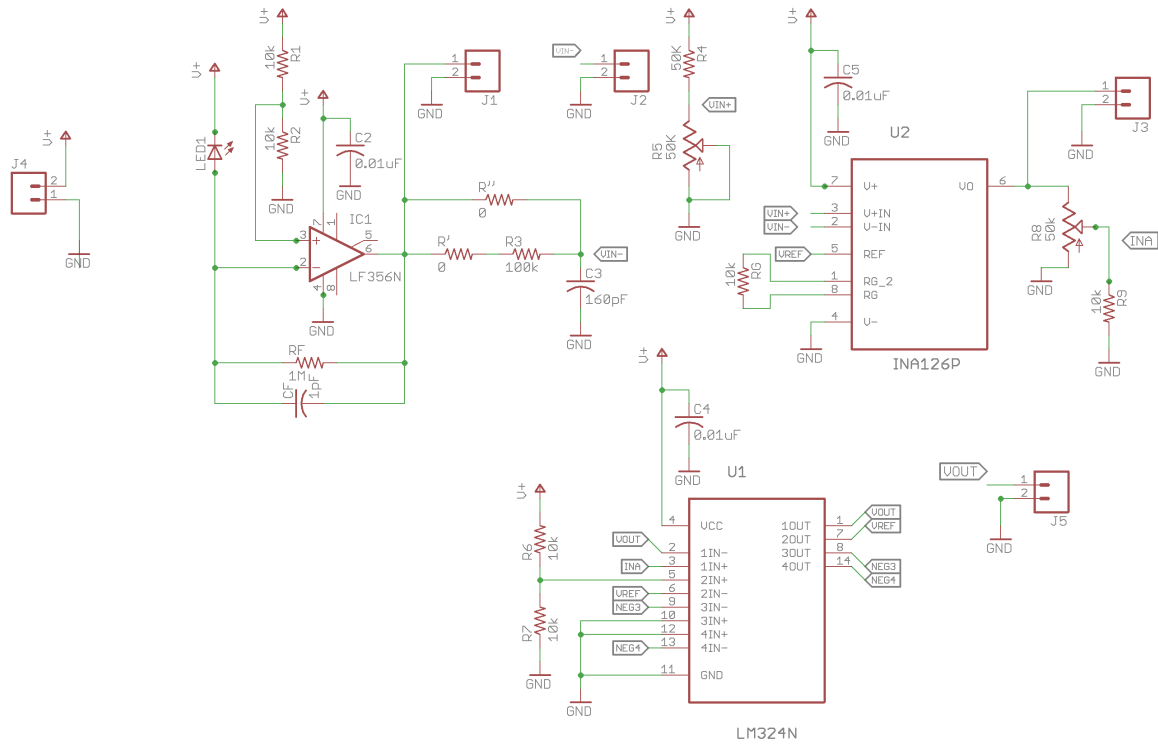 V+
10k
R1
V+
LED1
10k
R2
V+
C2
0.01uF
GND
GND
J4
V+
2
1
GND
IC1
7
1
3
2
5
6
4
8
LF356N
GND
RF
1M
CF
1pF
1
2
J1
GND
R''
0
R'
0
R3
100k
VIN-
C3
160pF
GND
VIN-
1
2
J2
GND
V+
50K
R4
VIN+
R5
50K
GND
V+
C5
0.01uF
GND
U2
7 V+
VO 6
VIN+ 3 V+IN
VIN- 2 V-IN
VREF 5 REF
1 RG_2
8 RG
4 V-
10k
RG
GND
INA126P
1
2
J3
GND
R8
50k
INA
GND
10k
R9
GND
V+
C4
0.01uF
GND
U1
V+
R6
10k
R7
10k
GND
4 VCC
VOUT 2 1IN-
INA 3 1IN+
5 2IN+
VREF 6 2IN-
NEG3 9 3IN-
10 3IN+
12 4IN+
NEG4 13 4IN-
11 GND
GND
1OUT 1 VOUT
2OUT 7 VREF
3OUT 8 NEG3
4OUT 14 NEG4
LM324N
VOUT
1
2
J5
GND